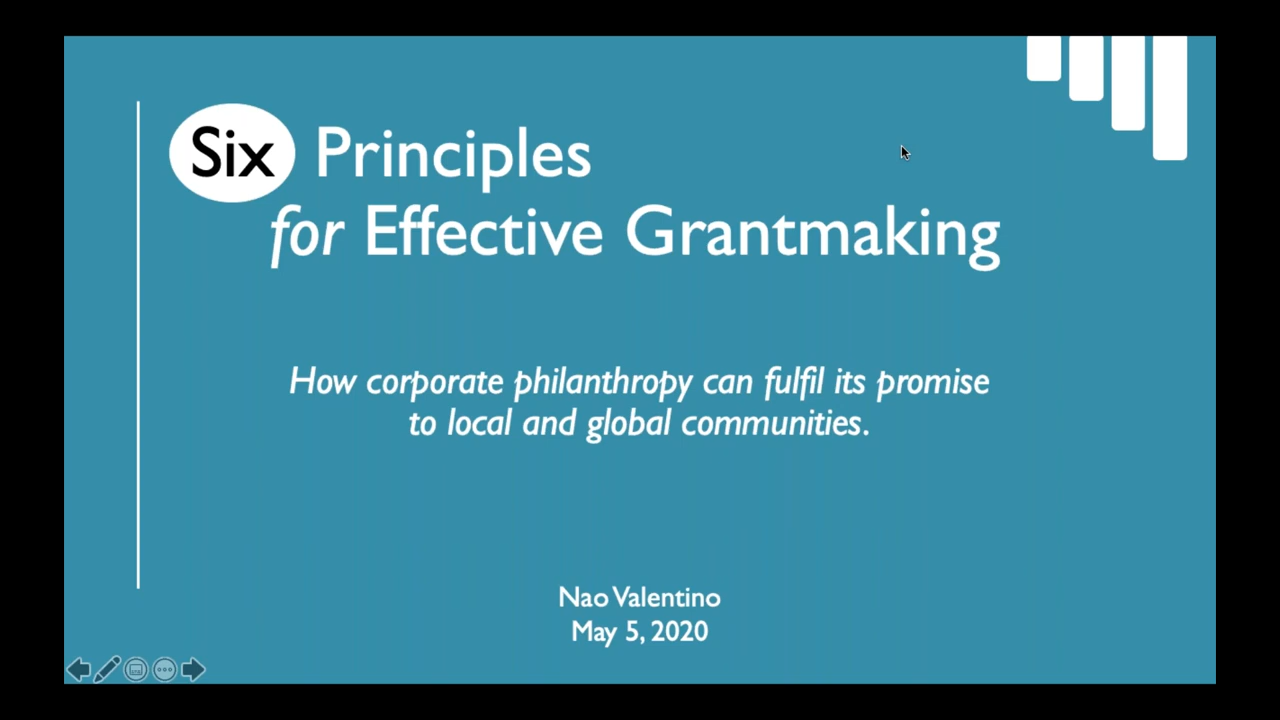 Six Principles
for Effective Grantmaking
How corporate philanthropy can fulfil its promise
to local and global communities.
Nao Valentino
May 5, 2020